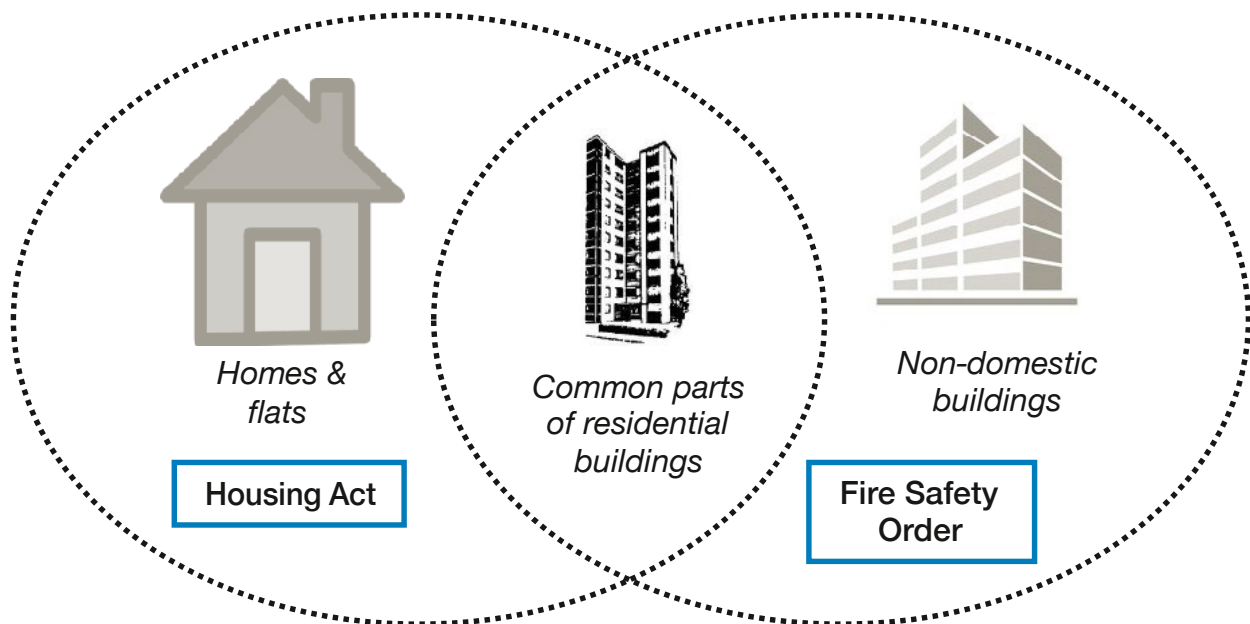 Homes &
flats
Housing Act
Common parts
of residential
buildings
Non-domestic
buildings
Fire Safety
Order